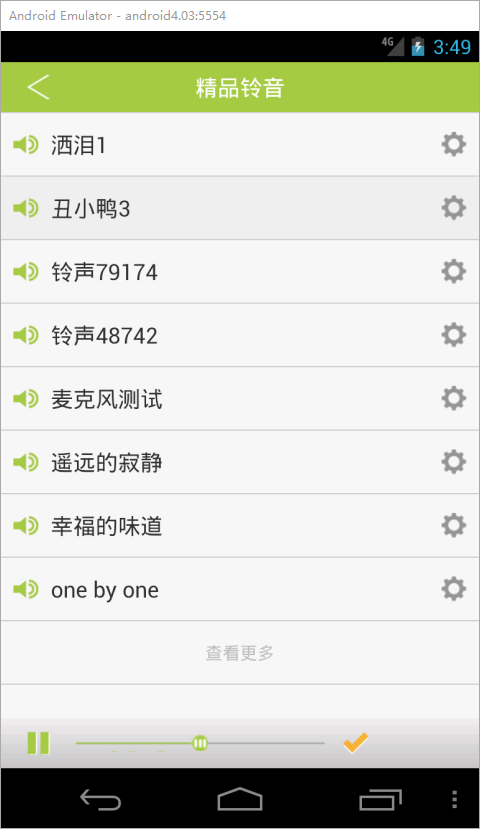 Android Emulator - android4.03:5554
4G 3:49
精品铃音
洒泪1
丑小鸭3
铃声79174
铃声48742
麦克风测试
遥远的寂静
幸福的味道
one by one
查看更多